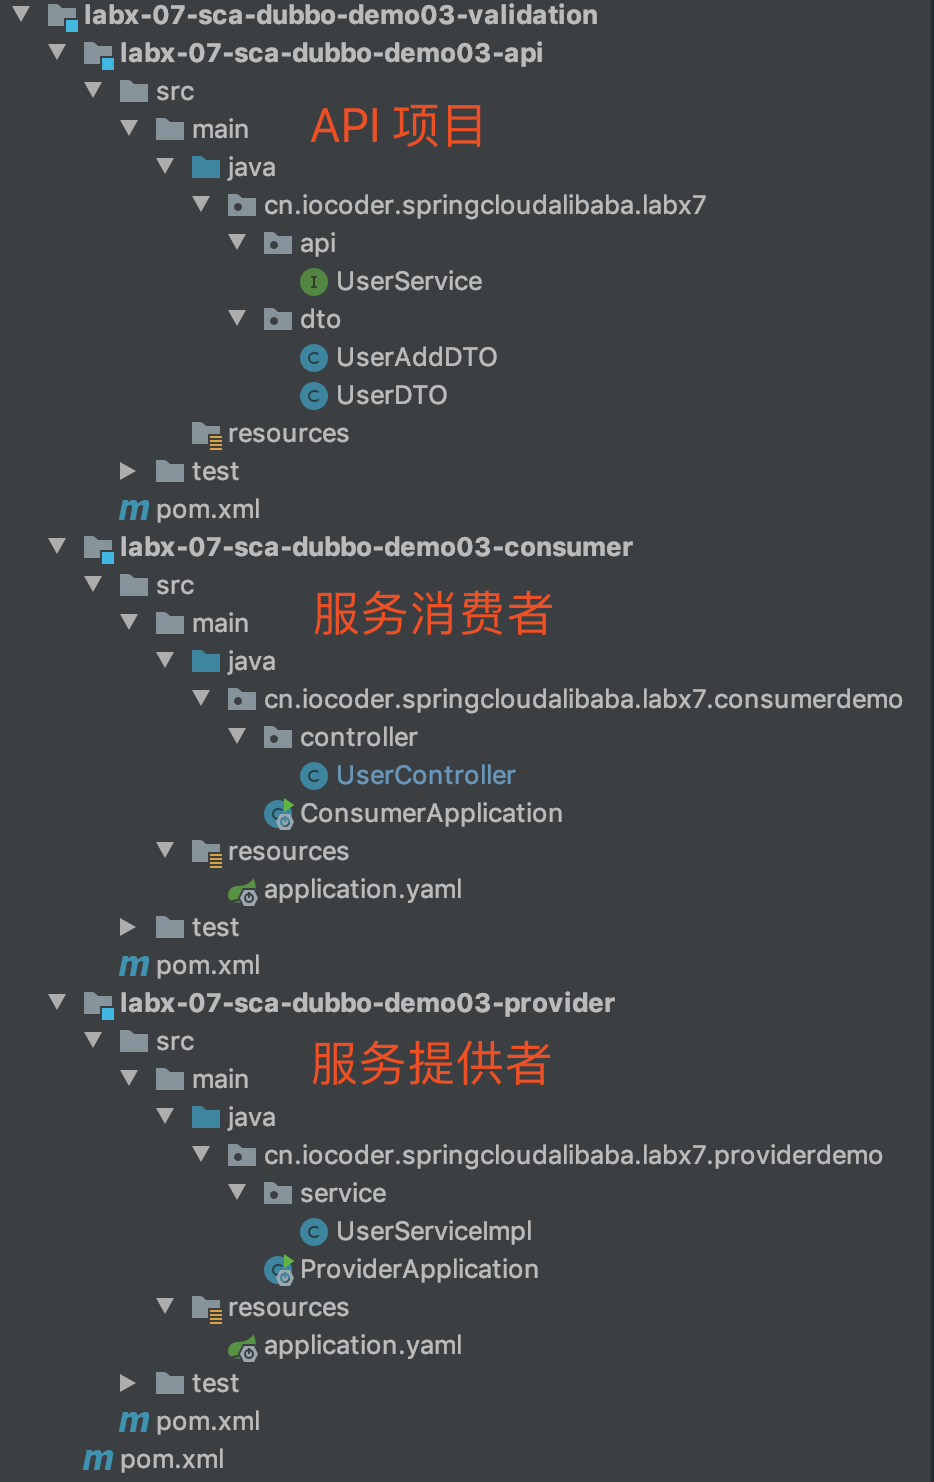 labx-07-sca-dubbo-demo03-validation
labx-07-sca-dubbo-demo03-api
src
main
API 项目
java
cn.iocoder.springcloudalibaba.labx7
api
UserService
dto
UserAddDTO
UserDTO
resources
test
pom.xml
labx-07-sca-dubbo-demo03-consumer
src
服务消费者
main
java
cn.iocoder.springcloudalibaba.labx7.consumerdemo
controller
UserController
ConsumerApplication
resources
application.yaml
test
pom.xml
labx-07-sca-dubbo-demo03-provider
src
服务提供者
main
java
cn.iocoder.springcloudalibaba.labx7.providerdemo
service
UserServiceImpl
ProviderApplication
resources
application.yaml
test
pom.xml
pom.xml